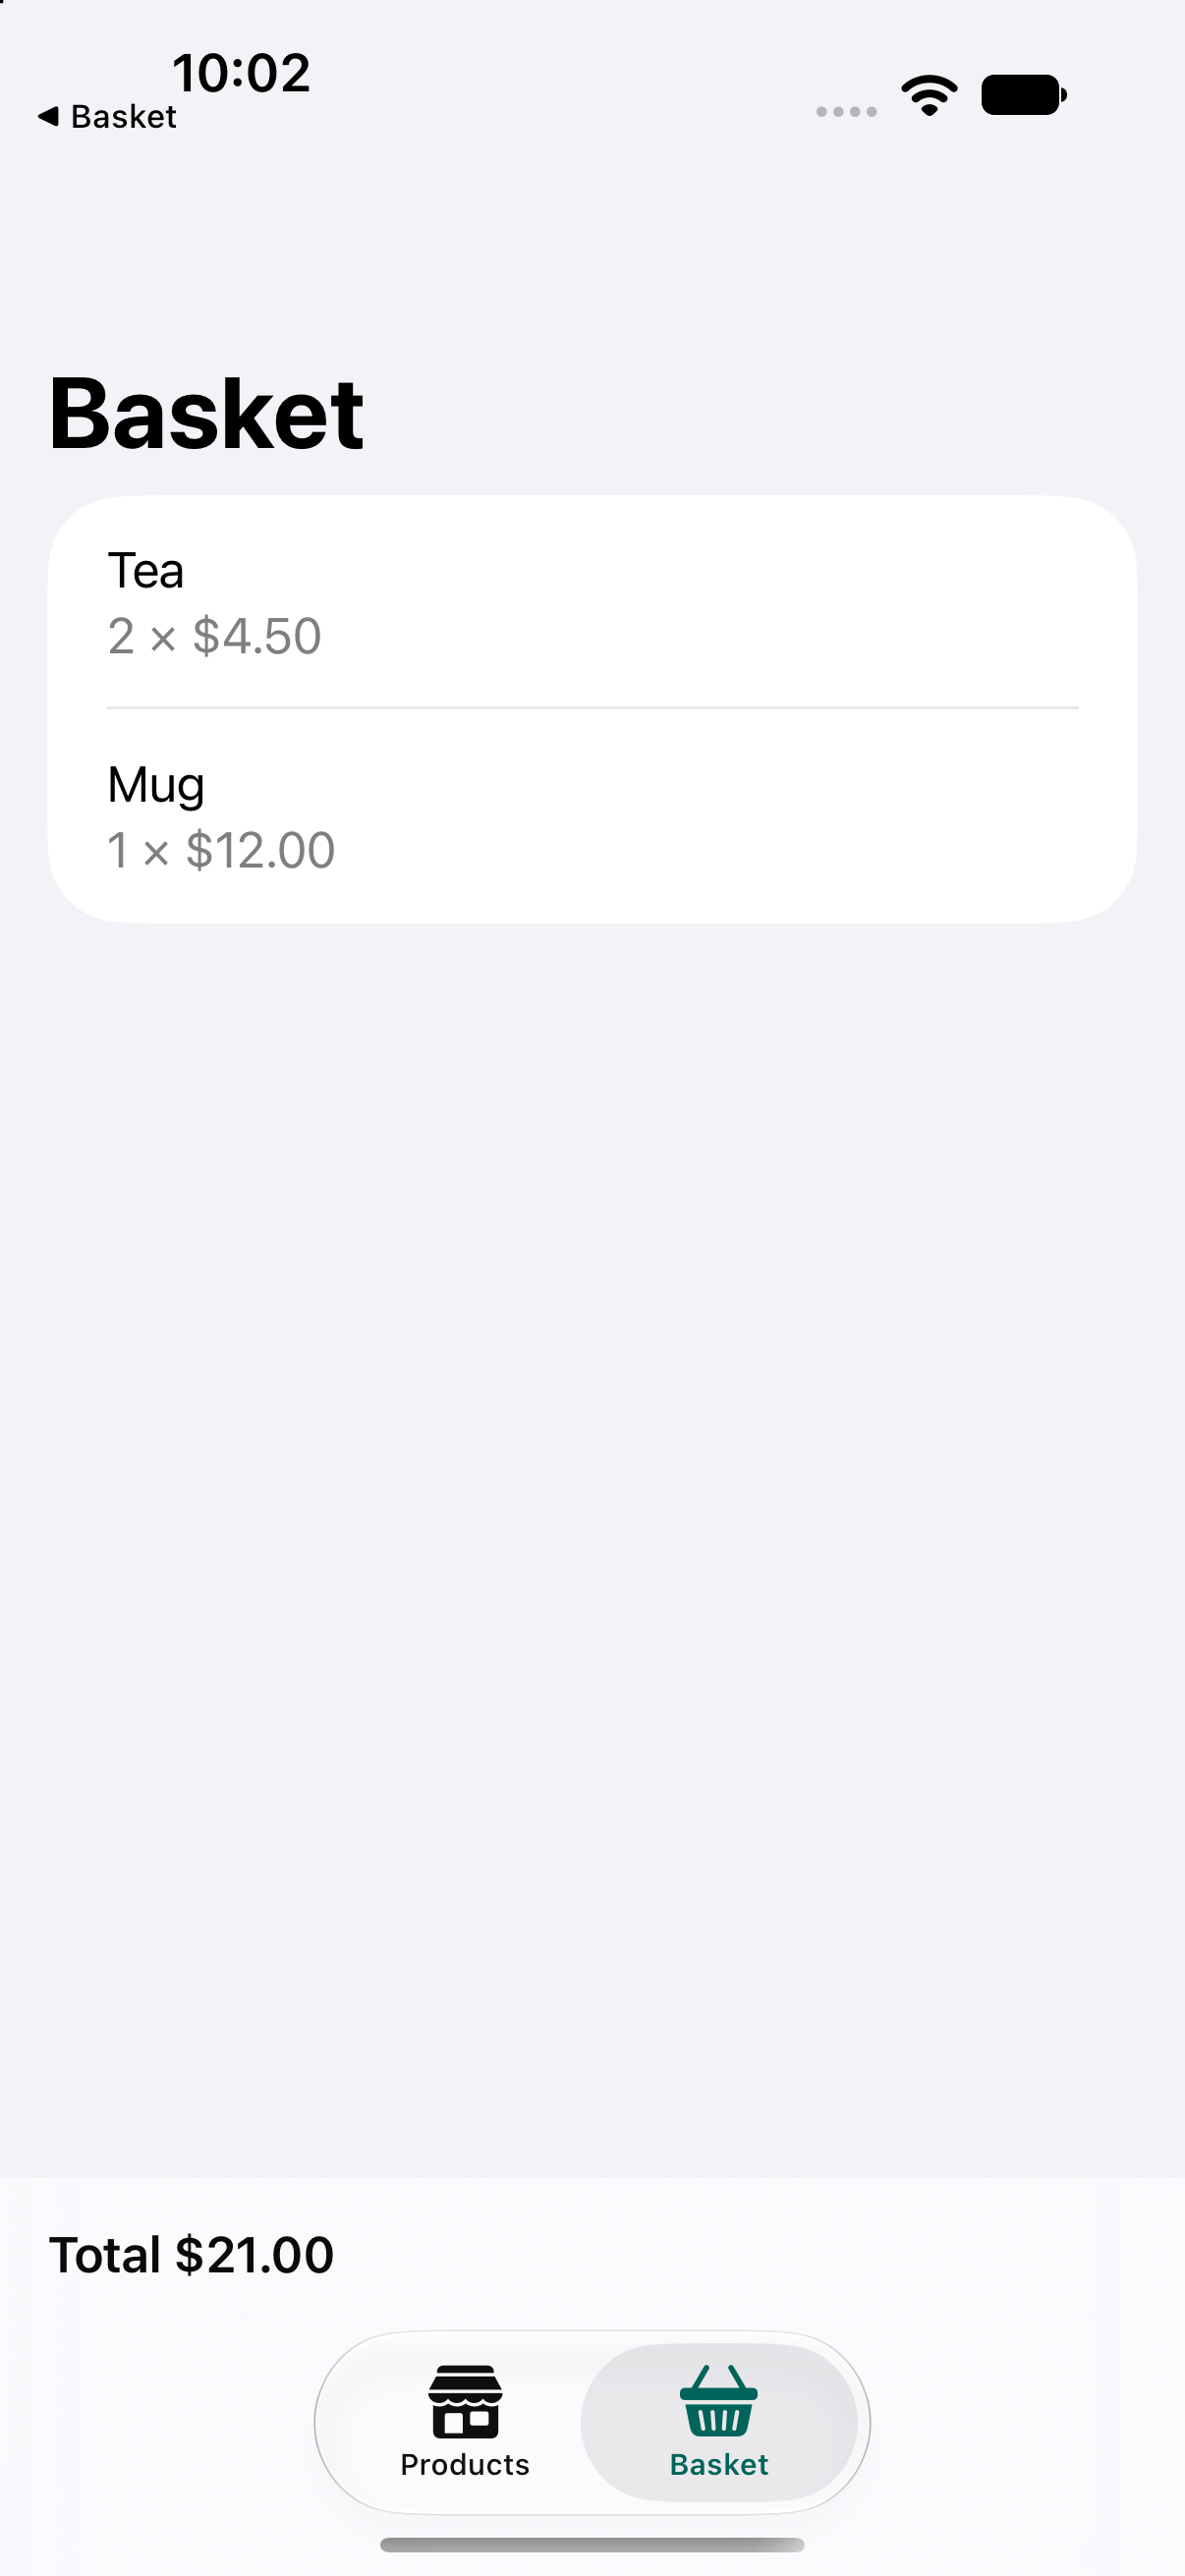 10:02
Basket
Basket
Tea
2 × $4.50
Mug
1 × $12.00
Total $21.00
Products
Basket